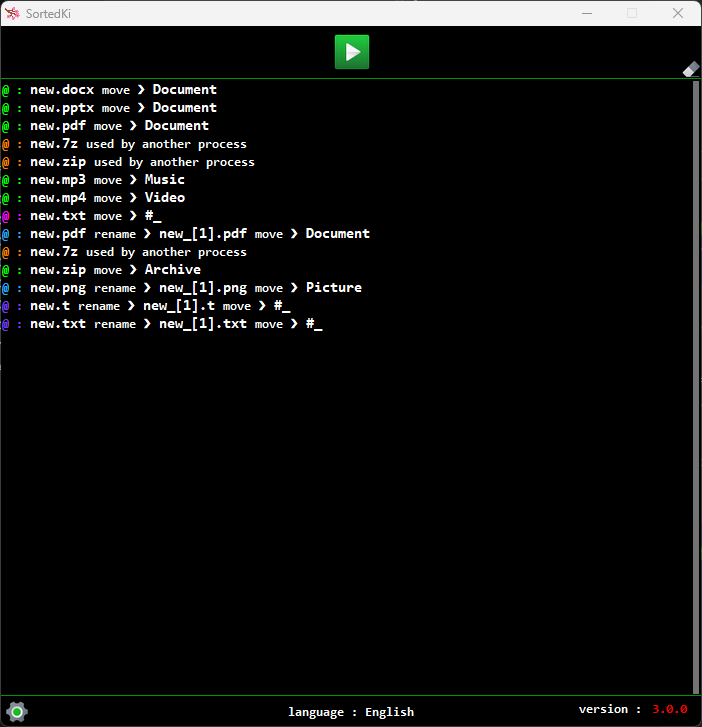 SortedKi
@ : new.docx move ❯ Document
@ : new.pptx move ❯ Document
@ : new.pdf move ❯ Document
@ : new.7z used by another process
@ : new.zip used by another process
@ : new.mp3 move ❯ Music
@ : new.mp4 move ❯ Video
@ : new.txt move ❯ #_
@ : new.pdf rename ❯ new_[1].pdf move ❯ Document
@ : new.7z used by another process
@ : new.zip move ❯ Archive
@ : new.png rename ❯ new_[1].png move ❯ Picture
@ : new.t rename ❯ new_[1].t move ❯ #_
@ : new.txt rename ❯ new_[1].txt move ❯ #_
language : English
version : 3.0.0